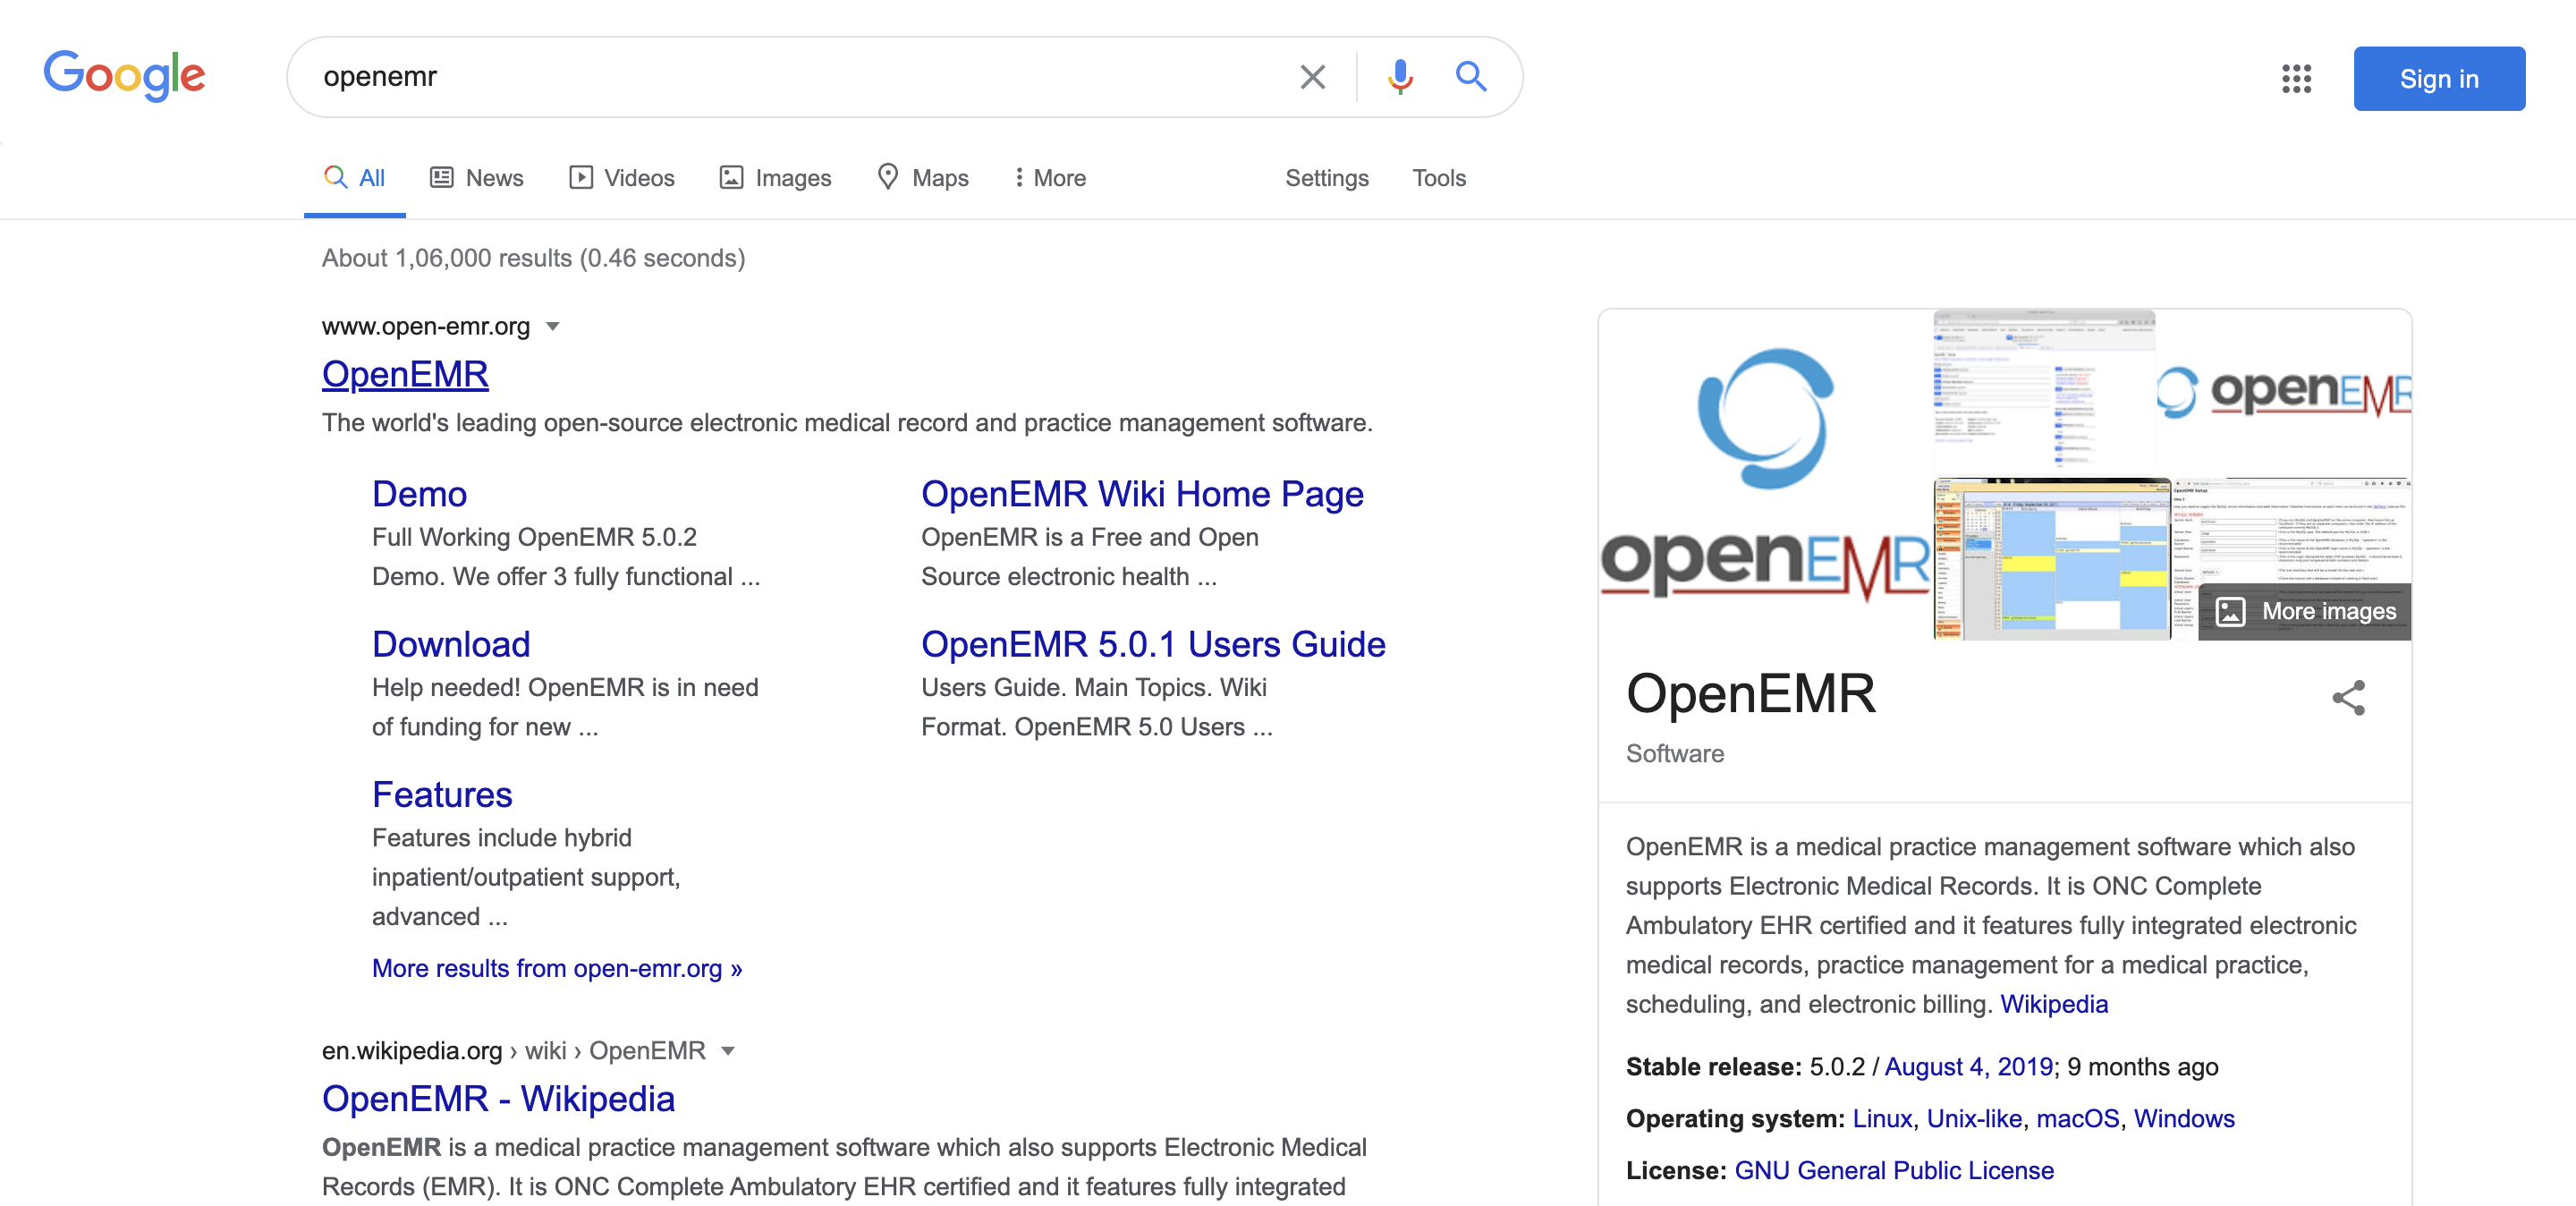 Google
openemr
Sign in
All
News
Videos
Images
Maps
More
Settings
Tools
About 1,06,000 results (0.46 seconds)
www.open-emr.org
OpenEMR
The world's leading open-source electronic medical record and practice management software.
Demo
Full Working OpenEMR 5.0.2
Demo. We offer 3 fully functional ...
OpenEMR Wiki Home Page
OpenEMR is a Free and Open
Source electronic health ...
Download
Help needed! OpenEMR is in need
of funding for new ...
OpenEMR 5.0.1 Users Guide
Users Guide. Main Topics. Wiki
Format. OpenEMR 5.0 Users ...
Features
Features include hybrid
inpatient/outpatient support,
advanced ...
More results from open-emr.org »
en.wikipedia.org › wiki › OpenEMR
OpenEMR - Wikipedia
OpenEMR is a medical practice management software which also supports Electronic Medical
Records (EMR). It is ONC Complete Ambulatory EHR certified and it features fully integrated
openEMR
openEMR
More images
OpenEMR
Software
OpenEMR is a medical practice management software which also
supports Electronic Medical Records. It is ONC Complete
Ambulatory EHR certified and it features fully integrated electronic
medical records, practice management for a medical practice,
scheduling, and electronic billing. Wikipedia
Stable release: 5.0.2 / August 4, 2019; 9 months ago
Operating system: Linux, Unix-like, macOS, Windows
License: GNU General Public License